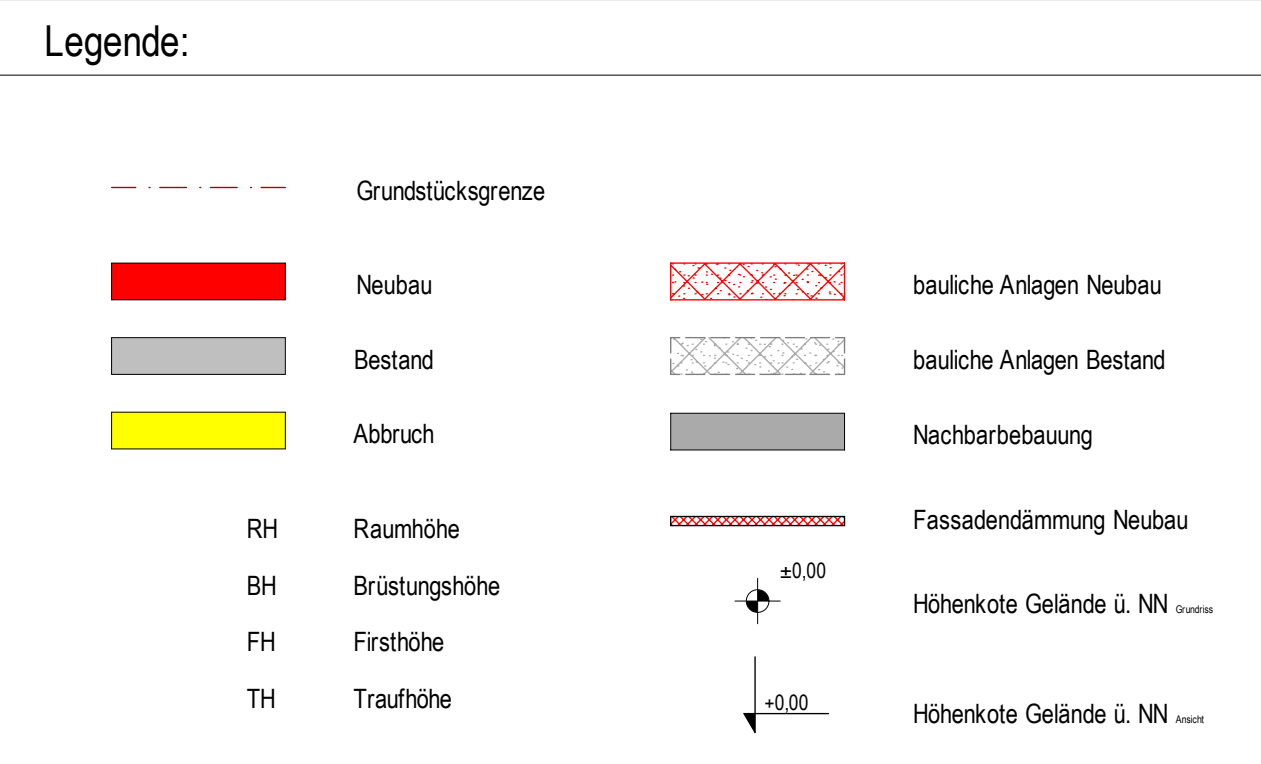 Legende:
Grundstücksgrenze
Neubau
bauliche Anlagen Neubau
Bestand
bauliche Anlagen Bestand
Abbruch
Nachbarbebauung
RH Raumhöhe
Fassadendämmung Neubau
BH Brüstungshöhe
±0,00
Höhenkote Gelände ü. NN Grundriss
FH Firsthöhe
TH Traufhöhe
+0,00
Höhenkote Gelände ü. NN Ansicht